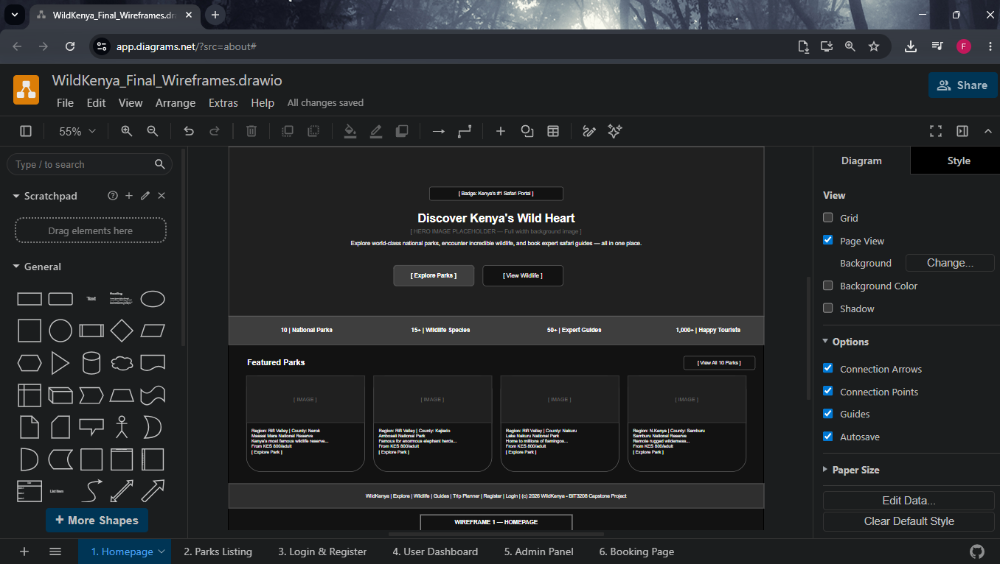 WildKenya_Final_Wireframes.dr
app.diagrams.net/?src=about#
F
WildKenya_Final_Wireframes.drawio
File Edit View Arrange Extras Help All changes saved
Share
55%
Type / to search
Scratchpad
Drag elements here
General
Text
Heading
List Item
+ More Shapes
[ Badge: Kenya's #1 Safari Portal ]
Discover Kenya's Wild Heart
[ HERO IMAGE PLACEHOLDER — Full width background image ]
Explore world-class national parks, encounter incredible wildlife, and book expert safari guides — all in one place.
[ Explore Parks ] [ View Wildlife ]
10 | National Parks 15+ | Wildlife Species 50+ | Expert Guides 1,000+ | Happy Tourists
Featured Parks [ View All 10 Parks ]
[ IMAGE ] [ IMAGE ] [ IMAGE ] [ IMAGE ]
Region: Rift Valley | County: Narok
Maasai Mara National Reserve
Kenya's most famous wildlife reserve...
From KES 800/adult
[ Explore Park ]
Region: Rift Valley | County: Kajiado
Amboseli National Park
Famous for enormous elephant herds...
From KES 800/adult
[ Explore Park ]
Region: Rift Valley | County: Nakuru
Lake Nakuru National Park
Home to millions of flamingos...
From KES 800/adult
[ Explore Park ]
Region: N.Kenya | County: Samburu
Samburu National Reserve
Remote rugged wilderness...
From KES 800/adult
[ Explore Park ]
WildKenya | Explore | Wildlife | Guides | Trip Planner | Register | Login | (c) 2026 WildKenya - BIT3208 Capstone Project
WIREFRAME 1 — HOMEPAGE
Diagram Style
View
Grid
Page View
Background Change...
Background Color
Shadow
Options
Connection Arrows
Connection Points
Guides
Autosave
Paper Size
Edit Data...
Clear Default Style
1. Homepage 2. Parks Listing 3. Login & Register 4. User Dashboard 5. Admin Panel 6. Booking Page